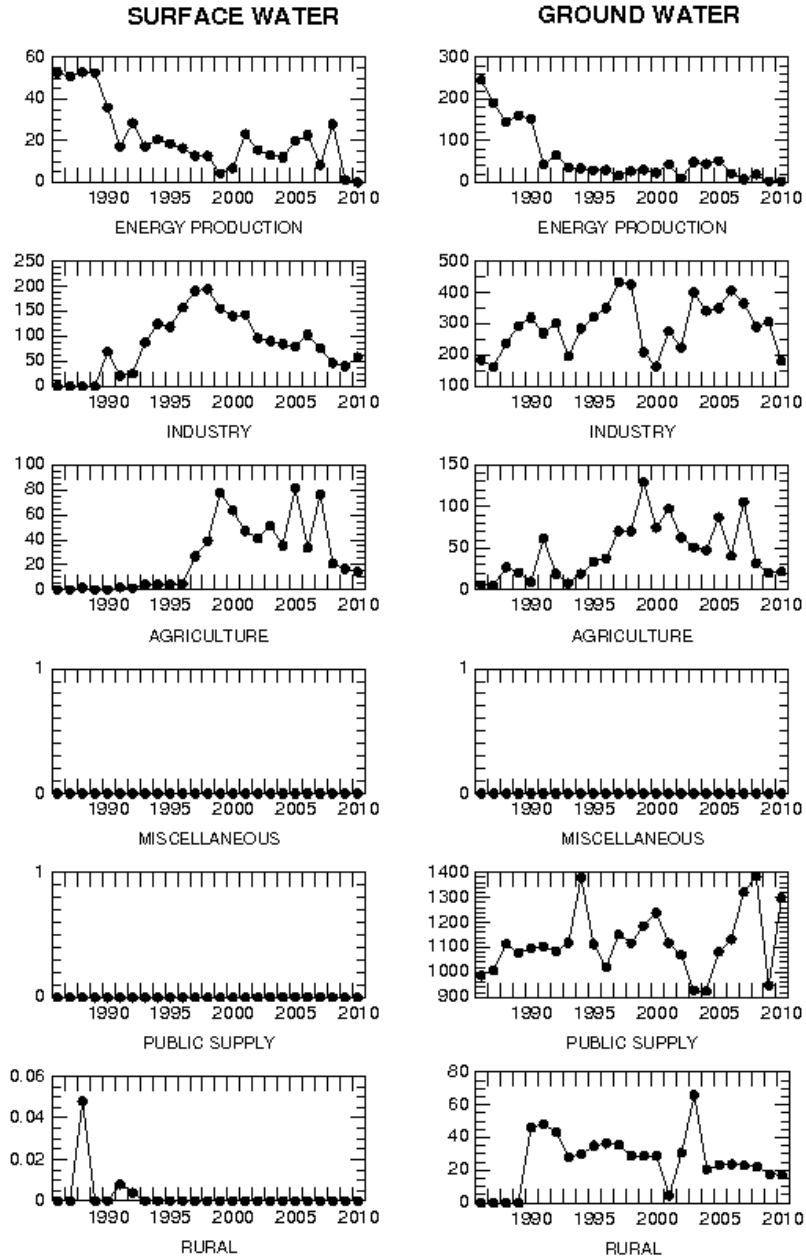 SURFACE WATER
GROUND WATER
60
40
20
0
1990 1995 2000 2005 2010
ENERGY PRODUCTION
300
200
100
0
1990 1995 2000 2005 2010
ENERGY PRODUCTION
250
200
150
100
50
0
1990 1995 2000 2005 2010
INDUSTRY
500
400
300
200
100
1990 1995 2000 2005 2010
INDUSTRY
100
80
60
40
20
0
1990 1995 2000 2005 2010
AGRICULTURE
150
100
50
0
1990 1995 2000 2005 2010
AGRICULTURE
1
0
1990 1995 2000 2005 2010
MISCELLANEOUS
1
0
1990 1995 2000 2005 2010
MISCELLANEOUS
1
0
1990 1995 2000 2005 2010
PUBLIC SUPPLY
1400
1300
1200
1100
1000
900
1990 1995 2000 2005 2010
PUBLIC SUPPLY
0.06
0.04
0.02
0
1990 1995 2000 2005 2010
RURAL
80
60
40
20
0
1990 1995 2000 2005 2010
RURAL